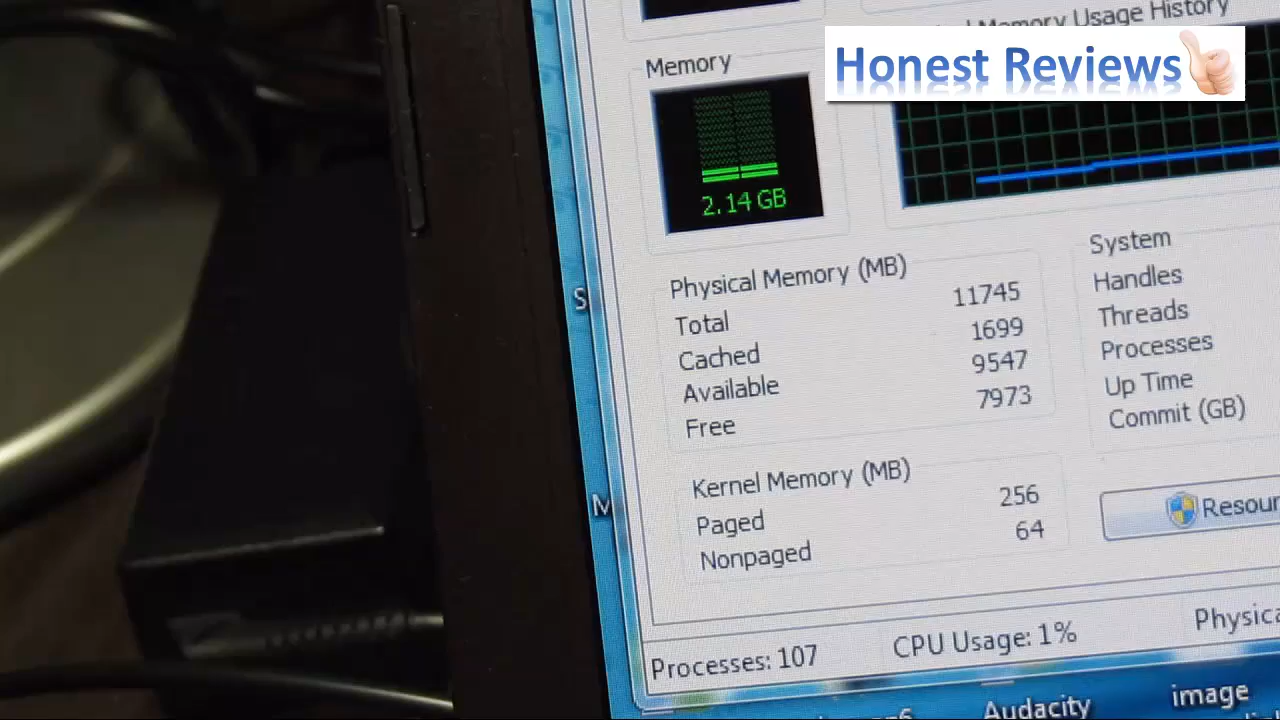 Memory Usage History
Honest Reviews
Memory
2.14 GB
Physical Memory (MB)
Total 11745
Cached 1699
Available 9547
Free 7973
System
Handles
Threads
Processes
Up Time
Commit (GB)
Kernel Memory (MB)
Paged 256
Nonpaged 64
Resour
Processes: 107 CPU Usage: 1% Physica
S
M
Audacity
image